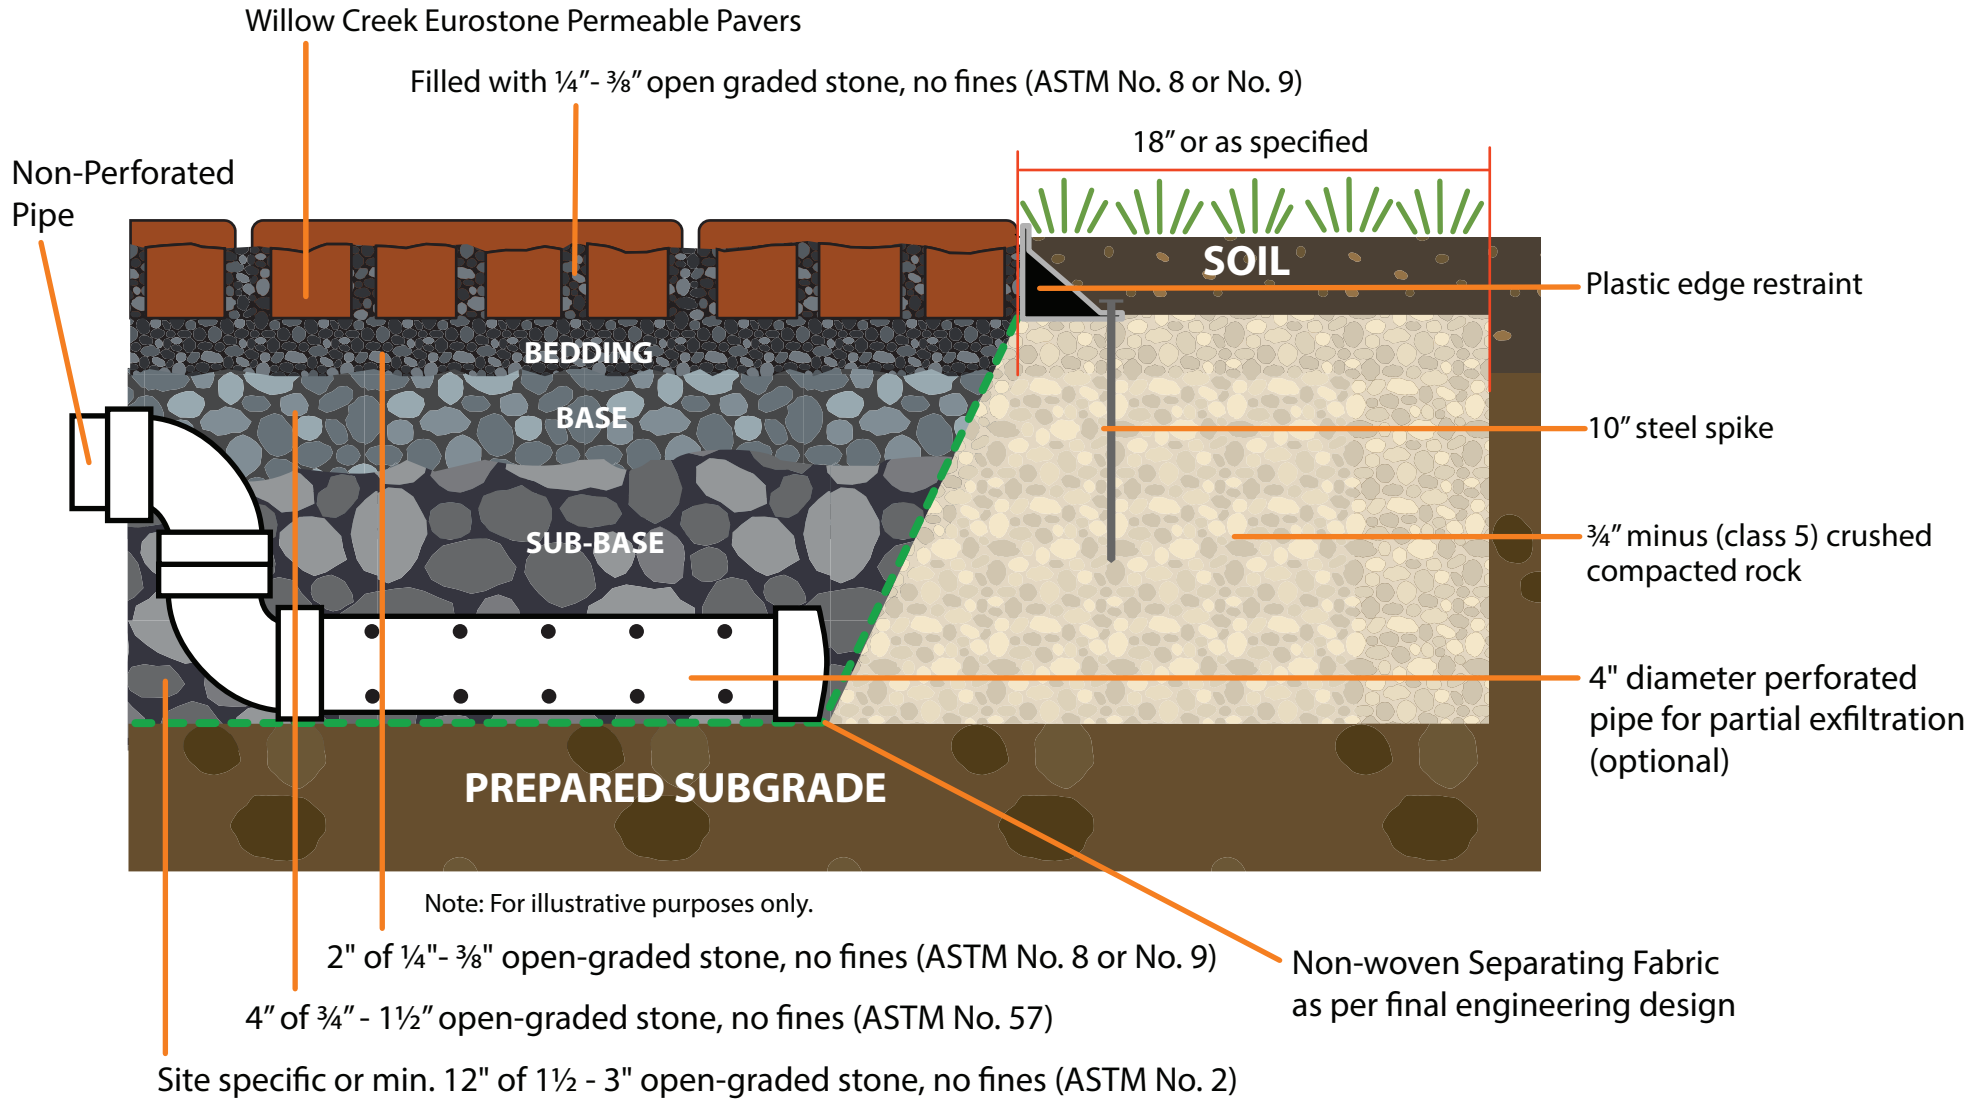 Willow Creek Eurostone Permeable Pavers
Filled with ¼”- ⅜” open graded stone, no fines (ASTM No. 8 or No. 9)
18” or as specified
Non-Perforated
Pipe
SOIL
Plastic edge restraint
BEDDING
BASE
10” steel spike
SUB-BASE
¾” minus (class 5) crushed
compacted rock
4" diameter perforated
pipe for partial exfiltration
(optional)
PREPARED SUBGRADE
Note: For illustrative purposes only.
2" of ¼"- ⅜" open-graded stone, no fines (ASTM No. 8 or No. 9)
Non-woven Separating Fabric
as per final engineering design
4” of ¾” - 1½” open-graded stone, no fines (ASTM No. 57)
Site specific or min. 12" of 1½ - 3" open-graded stone, no fines (ASTM No. 2)